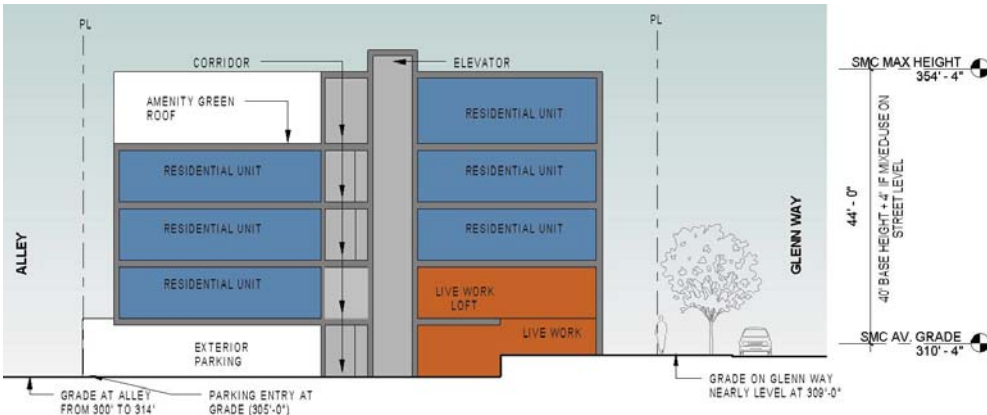 PL
PL
CORRIDOR
ELEVATOR
SMC MAX HEIGHT
354' - 4"
AMENITY GREEN
ROOF
RESIDENTIAL UNIT
RESIDENTIAL UNIT
RESIDENTIAL UNIT
RESIDENTIAL UNIT
RESIDENTIAL UNIT
RESIDENTIAL UNIT
ALLEY
GLENN WAY
44' - 0"
40' BASE HEIGHT + 4' IF MIXED-USE ON
STREET LEVEL
LIVE WORK
LOFT
LIVE WORK
EXTERIOR
PARKING
SMC AV. GRADE
310' - 4"
GRADE AT ALLEY
FROM 300' TO 314'
PARKING ENTRY AT
GRADE (305'-0")
GRADE ON GLENN WAY
NEARLY LEVEL AT 309'-0"